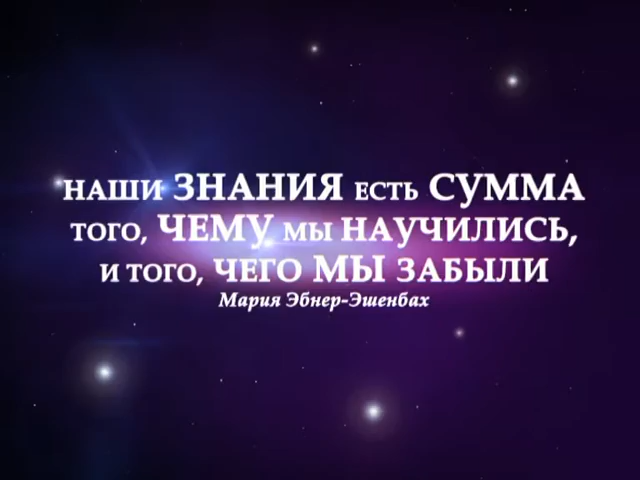 НАШИ ЗНАНИЯ ЕСТЬ СУММА
ТОГО, ЧЕМУ МЫ НАУЧИЛИСЬ,
И ТОГО, ЧЕГО МЫ ЗАБЫЛИ
Мария Эбнер-Эшенбах